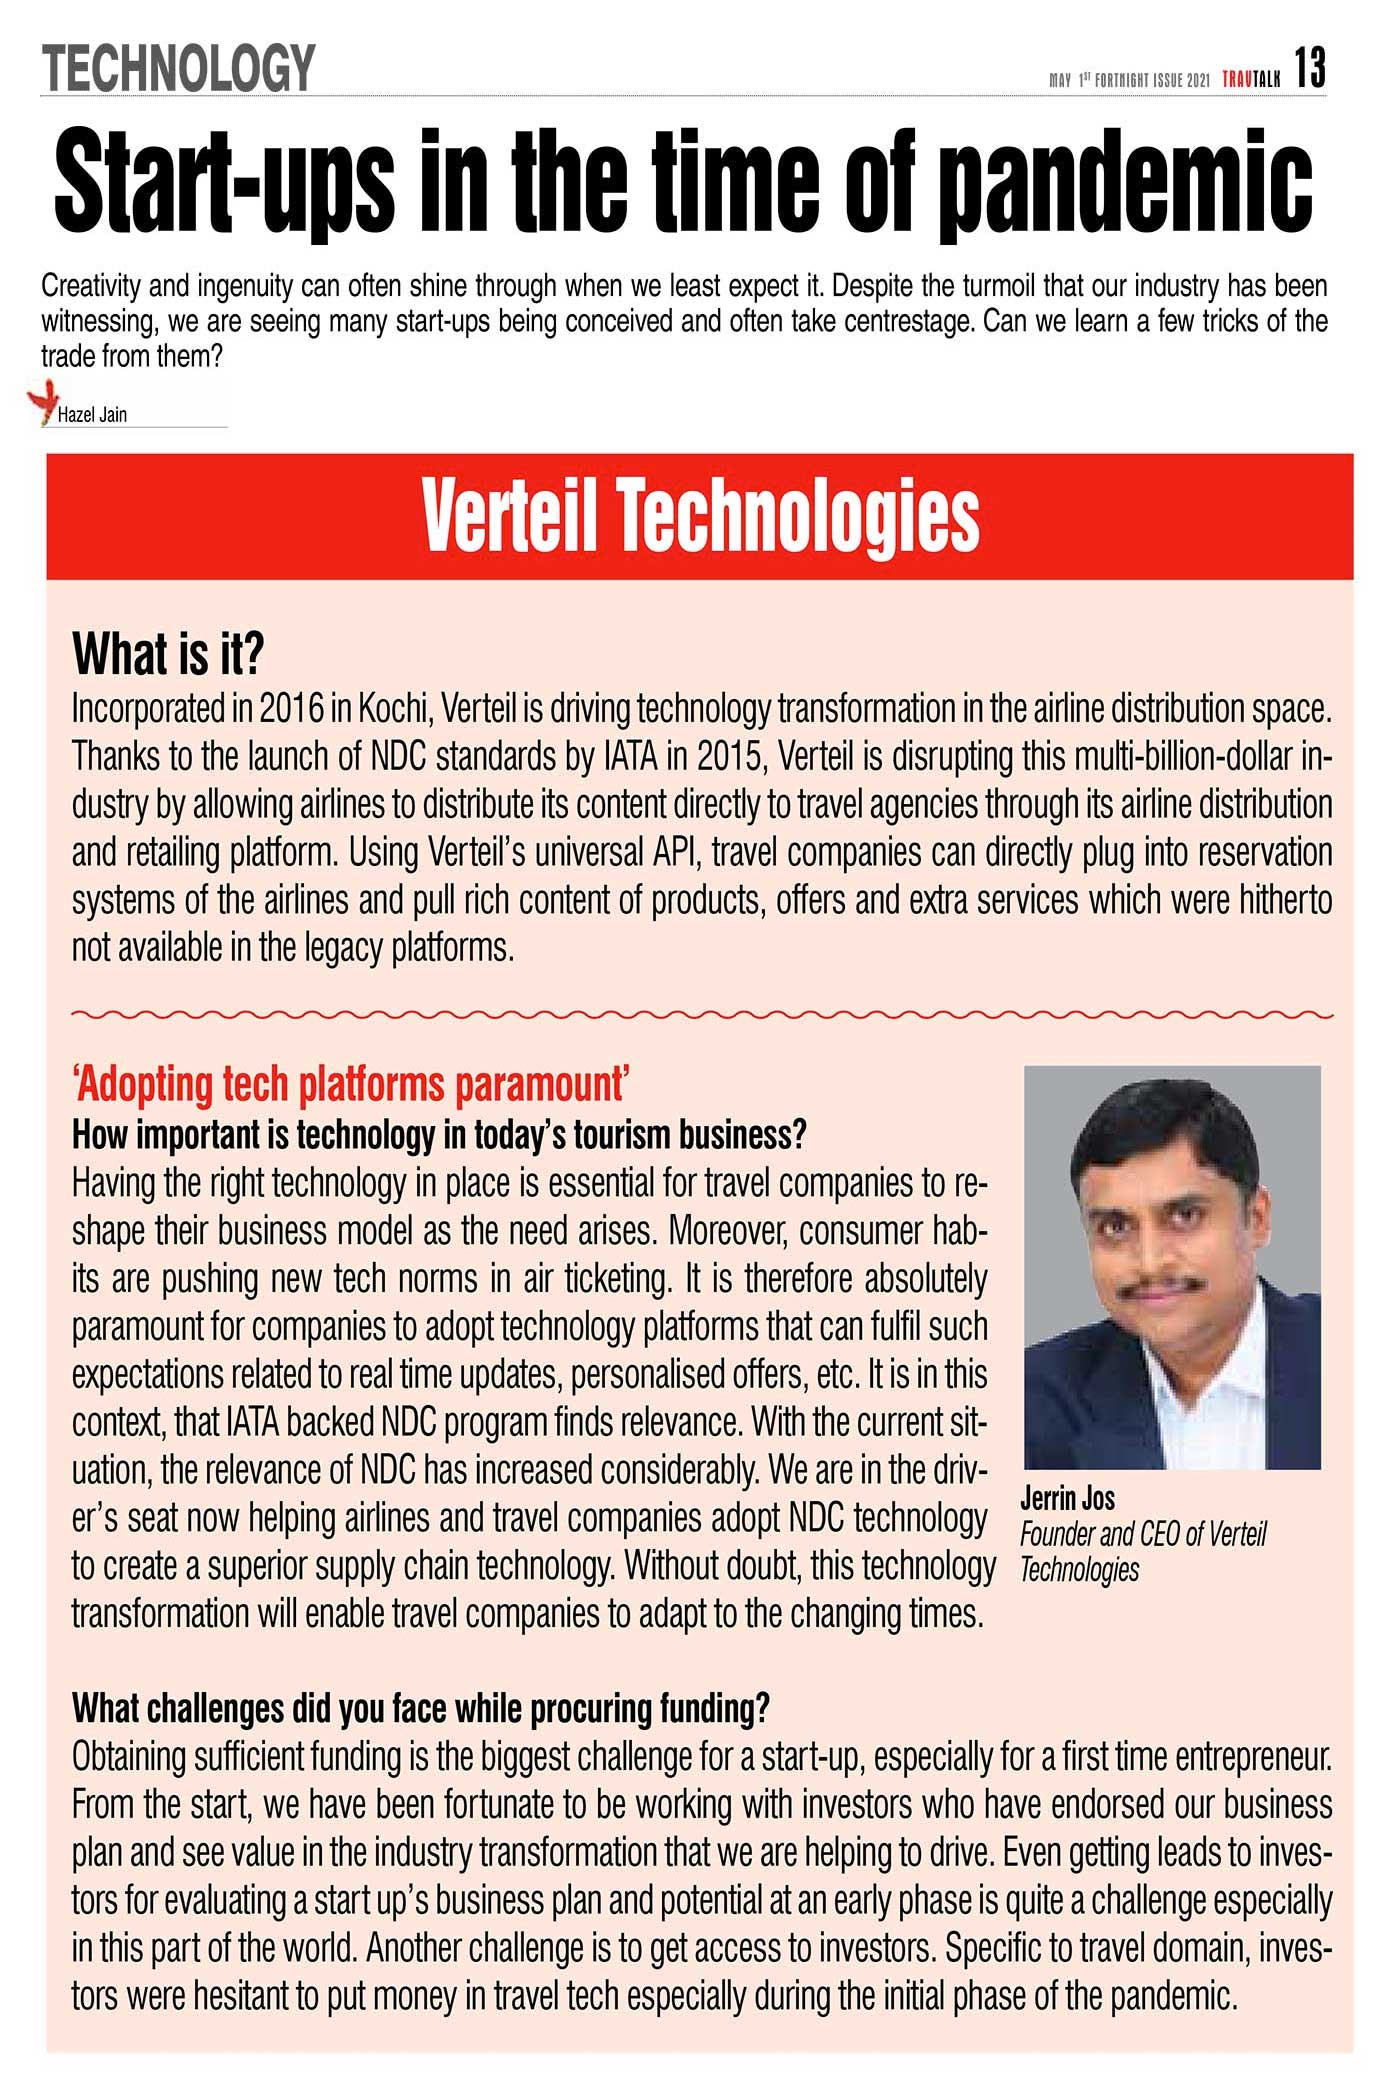 TECHNOLOGY
MAY 1ST FORTNIGHT ISSUE 2021 TRAVTALK 13
Start-ups in the time of pandemic
Creativity and ingenuity can often shine through when we least expect it. Despite the turmoil that our industry has been
witnessing, we are seeing many start-ups being conceived and often take centrestage. Can we learn a few tricks of the
trade from them?
Hazel Jain
Verteil Technologies
What is it?
Incorporated in 2016 in Kochi, Verteil is driving technology transformation in the airline distribution space.
Thanks to the launch of NDC standards by IATA in 2015, Verteil is disrupting this multi-billion-dollar in-
dustry by allowing airlines to distribute its content directly to travel agencies through its airline distribution
and retailing platform. Using Verteil's universal API, travel companies can directly plug into reservation
systems of the airlines and pull rich content of products, offers and extra services which were hitherto
not available in the legacy platforms.
'Adopting tech platforms paramount'
How important is technology in today's tourism business?
Having the right technology in place is essential for travel companies to re-
shape their business model as the need arises. Moreover, consumer hab-
its are pushing new tech norms in air ticketing. It is therefore absolutely
paramount for companies to adopt technology platforms that can fulfil such
expectations related to real time updates, personalised offers, etc. It is in this
context, that IATA backed NDC program finds relevance. With the current sit-
uation, the relevance of NDC has increased considerably. We are in the driv-
er's seat now helping airlines and travel companies adopt NDC technology
to create a superior supply chain technology. Without doubt, this technology
transformation will enable travel companies to adapt to the changing times.
Jerrin Jos
Founder and CEO of Verteil
Technologies
What challenges did you face while procuring funding?
Obtaining sufficient funding is the biggest challenge for a start-up, especially for a first time entrepreneur.
From the start, we have been fortunate to be working with investors who have endorsed our business
plan and see value in the industry transformation that we are helping to drive. Even getting leads to inves-
tors for evaluating a start up's business plan and potential at an early phase is quite a challenge especially
in this part of the world. Another challenge is to get access to investors. Specific to travel domain, inves-
tors were hesitant to put money in travel tech especially during the initial phase of the pandemic.